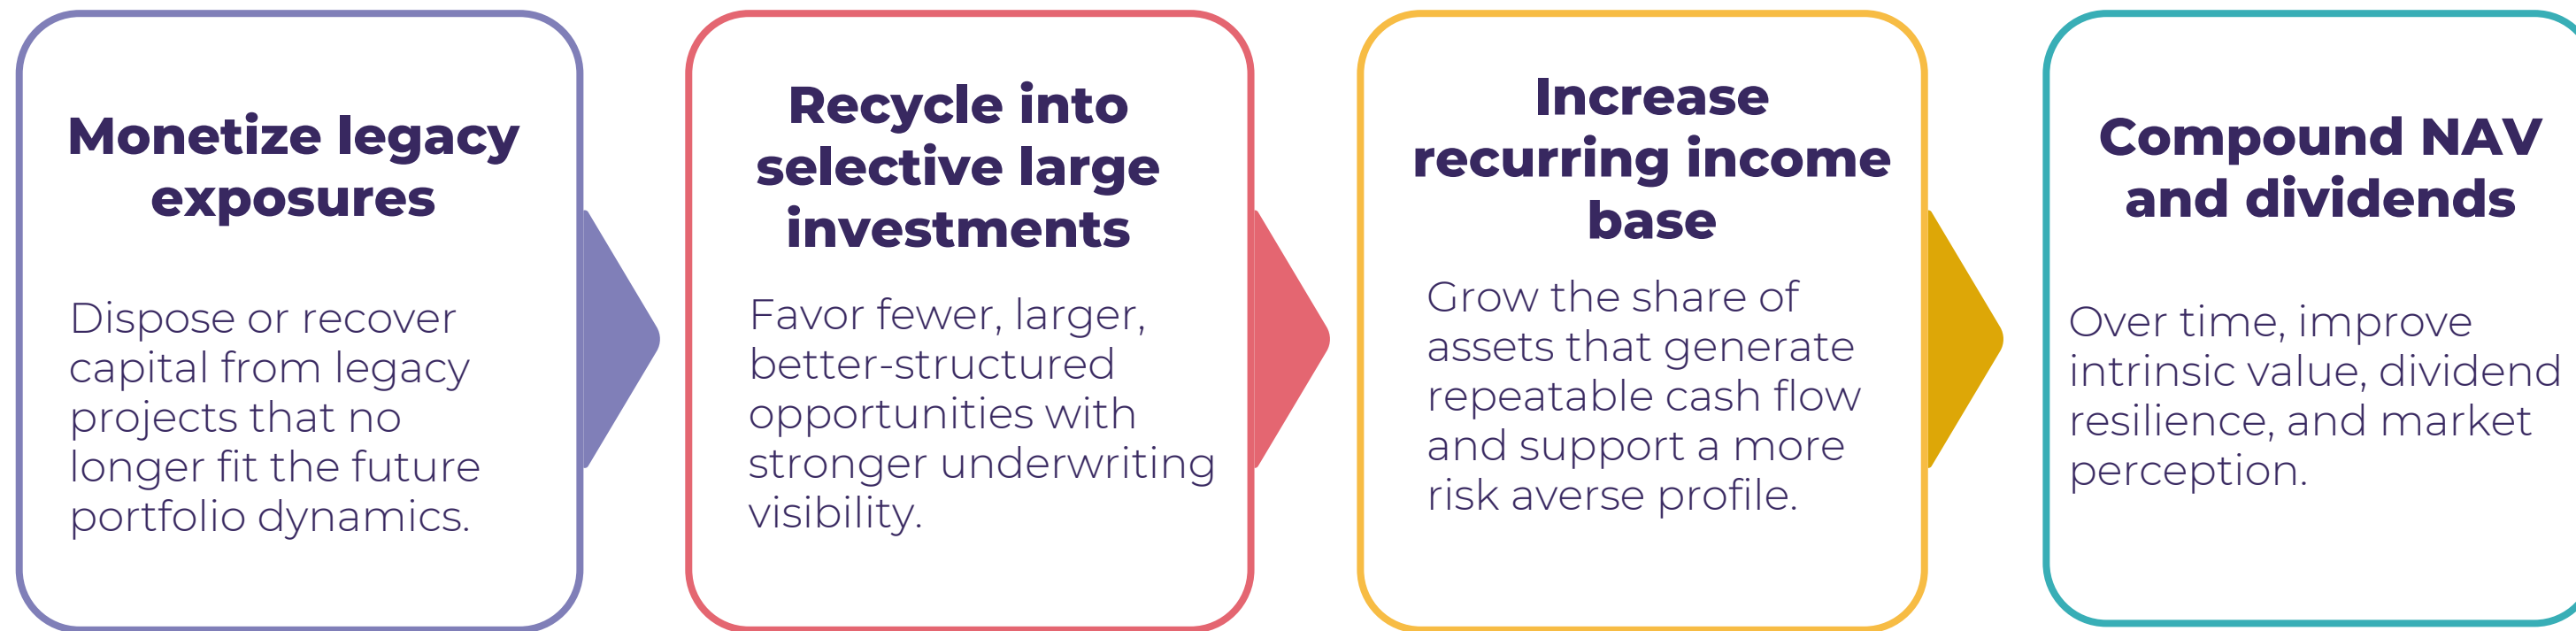 Monetize legacy
exposures
Dispose or recover
capital from legacy
projects that no
longer fit the future
portfolio dynamics.
Recycle into
selective large
investments
Favor fewer, larger,
better-structured
opportunities with
stronger underwriting
visibility.
Increase
recurring income
base
Grow the share of
assets that generate
repeatable cash flow
and support a more
risk averse profile.
Compound NAV
and dividends
Over time, improve
intrinsic value, dividend
resilience, and market
perception.